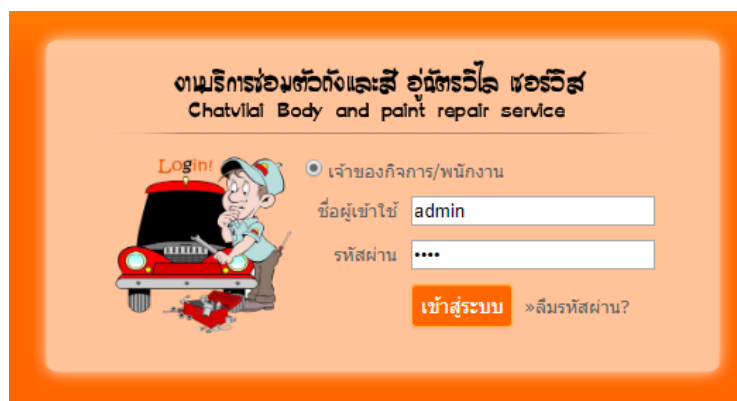 งานบริการซ่อมตัวถังและสี อู่ฉัตรวิไล เซอร์วิส
Chatvilai Body and paint repair service
Login!
เจ้าของกิจการ/พนักงาน
ชื่อผู้เข้าใช้ admin
รหัสผ่าน ••••
เข้าสู่ระบบ »ลืมรหัสผ่าน?